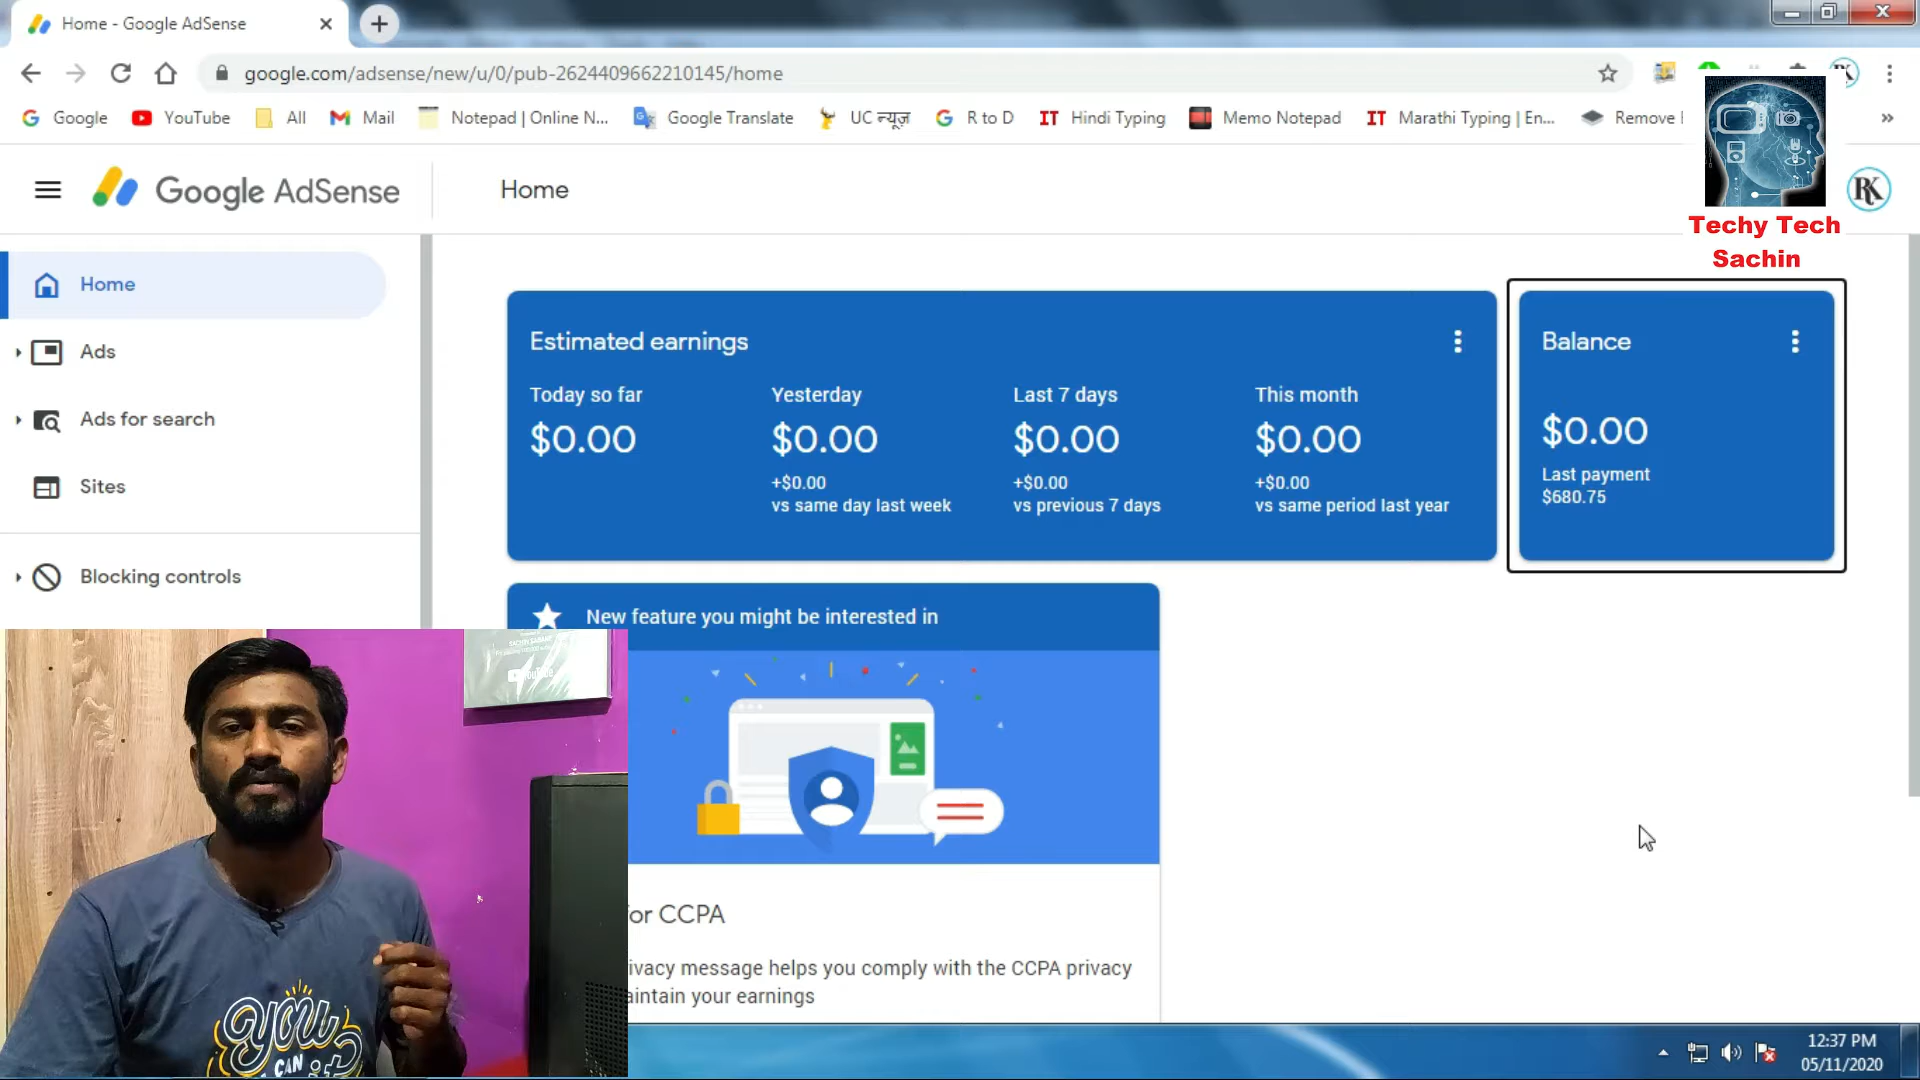 Home - Google AdSense
google.com/adsense/new/u/0/pub-2624409662210145/home
Google
YouTube
All
Mail
Notepad | Online N...
Google Translate
UC न्यूज़
R to D
IT Hindi Typing
Memo Notepad
IT Marathi Typing | En...
Remove
»
Google AdSense
Home
RK
Techy Tech
Sachin
Home
Ads
Ads for search
Sites
Blocking controls
Estimated earnings
Today so far
$0.00
Yesterday
$0.00
+$0.00
vs same day last week
Last 7 days
$0.00
+$0.00
vs previous 7 days
This month
$0.00
+$0.00
vs same period last year
Balance
$0.00
Last payment
$680.75
New feature you might be interested in
or CCPA
ivacy message helps you comply with the CCPA privacy
aintain your earnings
YouTube
you
CAN
12:37 PM
05/11/2020